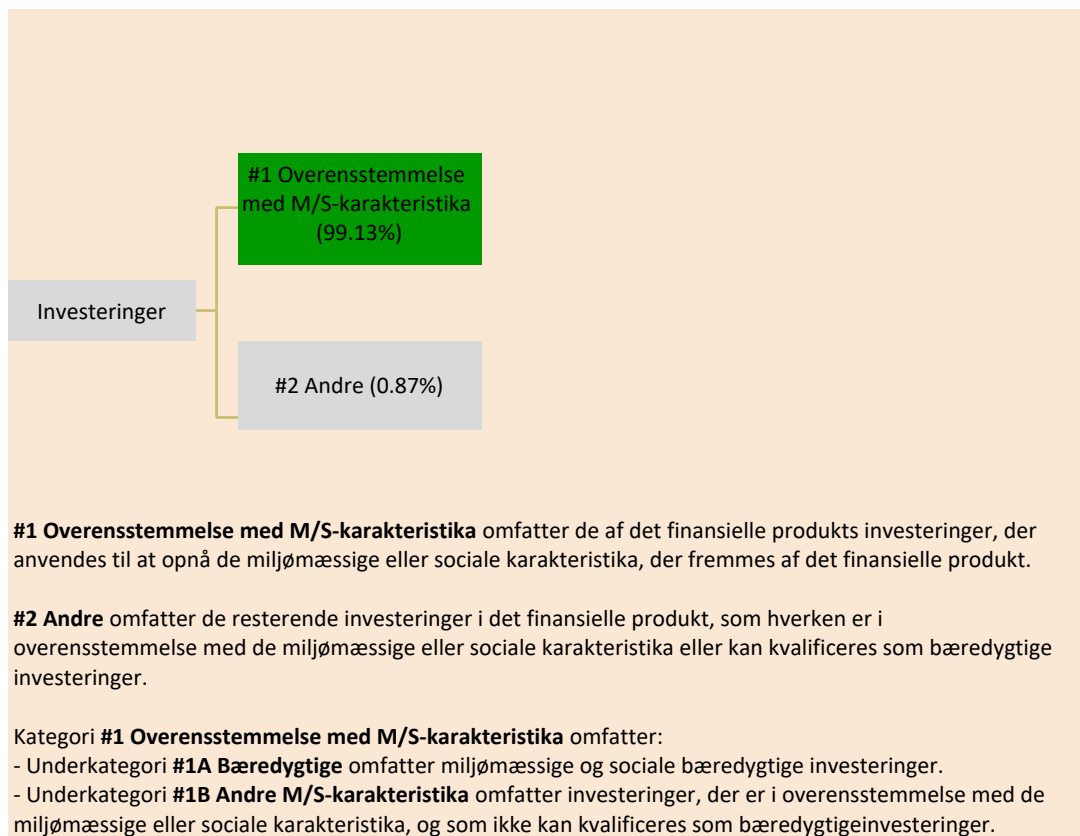 #1 Overensstemmelse
med M/S-karakteristika
(99.13%)
Investeringer
#2 Andre (0.87%)
#1 Overensstemmelse med M/S-karakteristika omfatter de af det finansielle produkts investeringer, der
anvendes til at opnå de miljømæssige eller sociale karakteristika, der fremmes af det finansielle produkt.
#2 Andre omfatter de resterende investeringer i det finansielle produkt, som hverken er i
overensstemmelse med de miljømæssige eller sociale karakteristika eller kan kvalificeres som bæredygtige
investeringer.
Kategori #1 Overensstemmelse med M/S-karakteristika omfatter:
- Underkategori #1A Bæredygtige omfatter miljømæssige og sociale bæredygtige investeringer.
- Underkategori #1B Andre M/S-karakteristika omfatter investeringer, der er i overensstemmelse med de
miljømæssige eller sociale karakteristika, og som ikke kan kvalificeres som bæredygtigeinvesteringer.